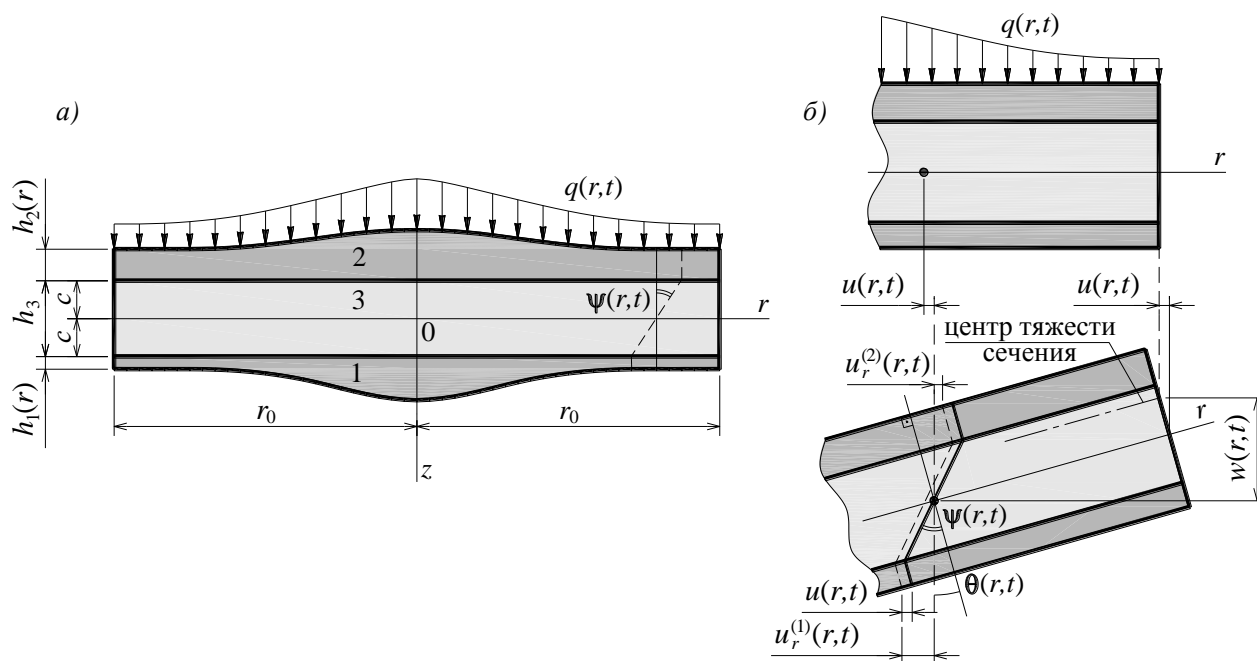 а)
q(r,t)
h₂(r)
2
c
h₃
3
ψ(r,t)
r
c
0
h₁(r)
1
r₀
r₀
z
б)
q(r,t)
r
u(r,t)
u(r,t)
центр тяжести
сечения
u_r^(2)(r,t)
r
w(r,t)
ψ(r,t)
θ(r,t)
u(r,t)
u_r^(1)(r,t)